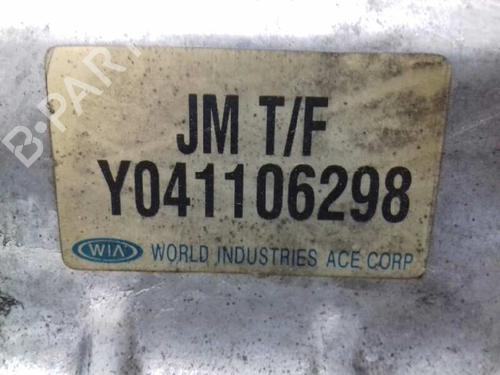 JM T/F
Y041106298
WIA WORLD INDUSTRIES ACE CORP
B-PARTS